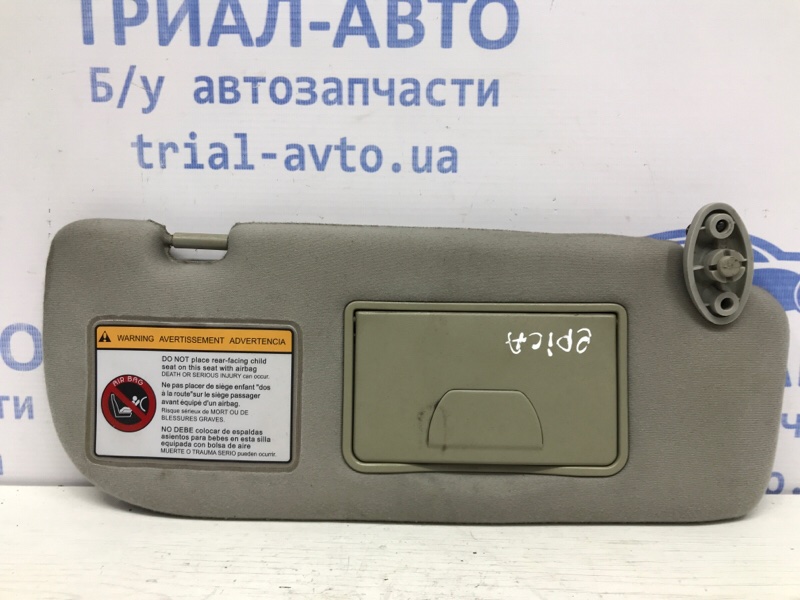 ТРИАЛ-АВТО
Б/у автозапчасти
trial-avto.ua
epicA
WARNING AVERTISSEMENT ADVERTENCIA
DO NOT place rear-facing child
seat on this seat with airbag
DEATH OR SERIOUS INJURY can occur.
AIR BAG
Ne pas placer de siége enfant "dos
à la route"sur le siége passager
avant équipé d'un airbag.
Risque sérieux de MORT OU DE
BLESSURES GRAVES.
NO DEBE colocar de espaldas
asientos para bebes en esta silla
equipada con bolsa de aire
MUERTE O TRAUMA SERIO pueden ocurrir.